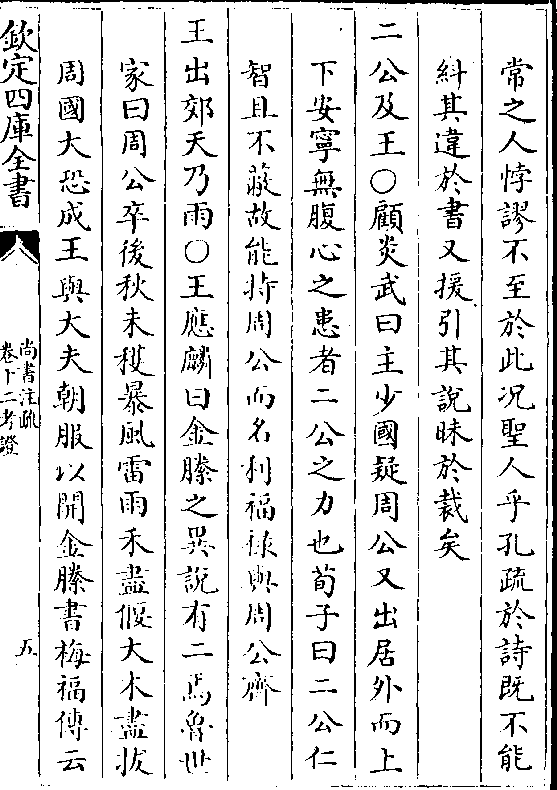 常之人悖謬不至於此况聖人乎孔疏於詩既不能
糾其違於書又援引其說昧於裁矣
二公及王○顧炎武曰主少國疑周公又出居外而上
下安寧無腹心之患者二公之力也荀子曰二公仁
智且不蔽故能持周公而名利福祿與周公齊
王出郊天乃雨○王應麟曰金縢之異說有二焉魯世
家曰周公卒後秋未穫暴風雷雨禾盡偃大木盡拔
周國大恐成王與大夫朝服以開金縢書梅福傳云
欽定四庫全書
尚書注疏
卷十二考證
五